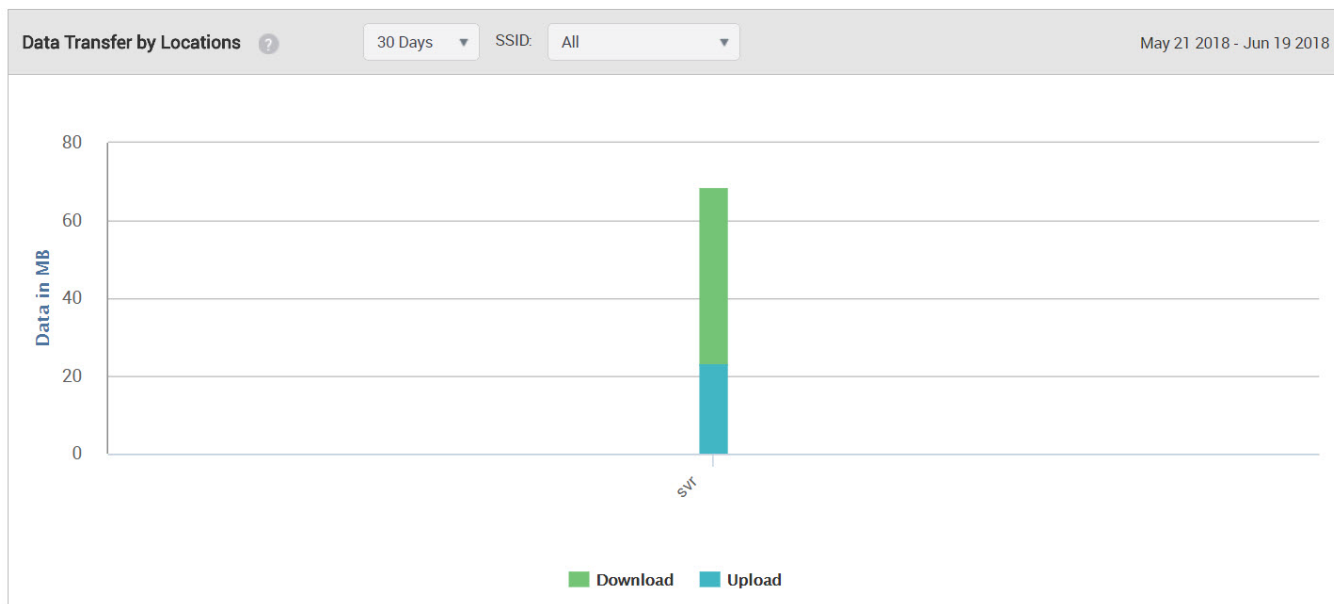 Data Transfer by Locations ? 30 Days SSID: All May 21 2018 - Jun 19 2018
80
60
40
20
0
Data in MB
svr
Download Upload